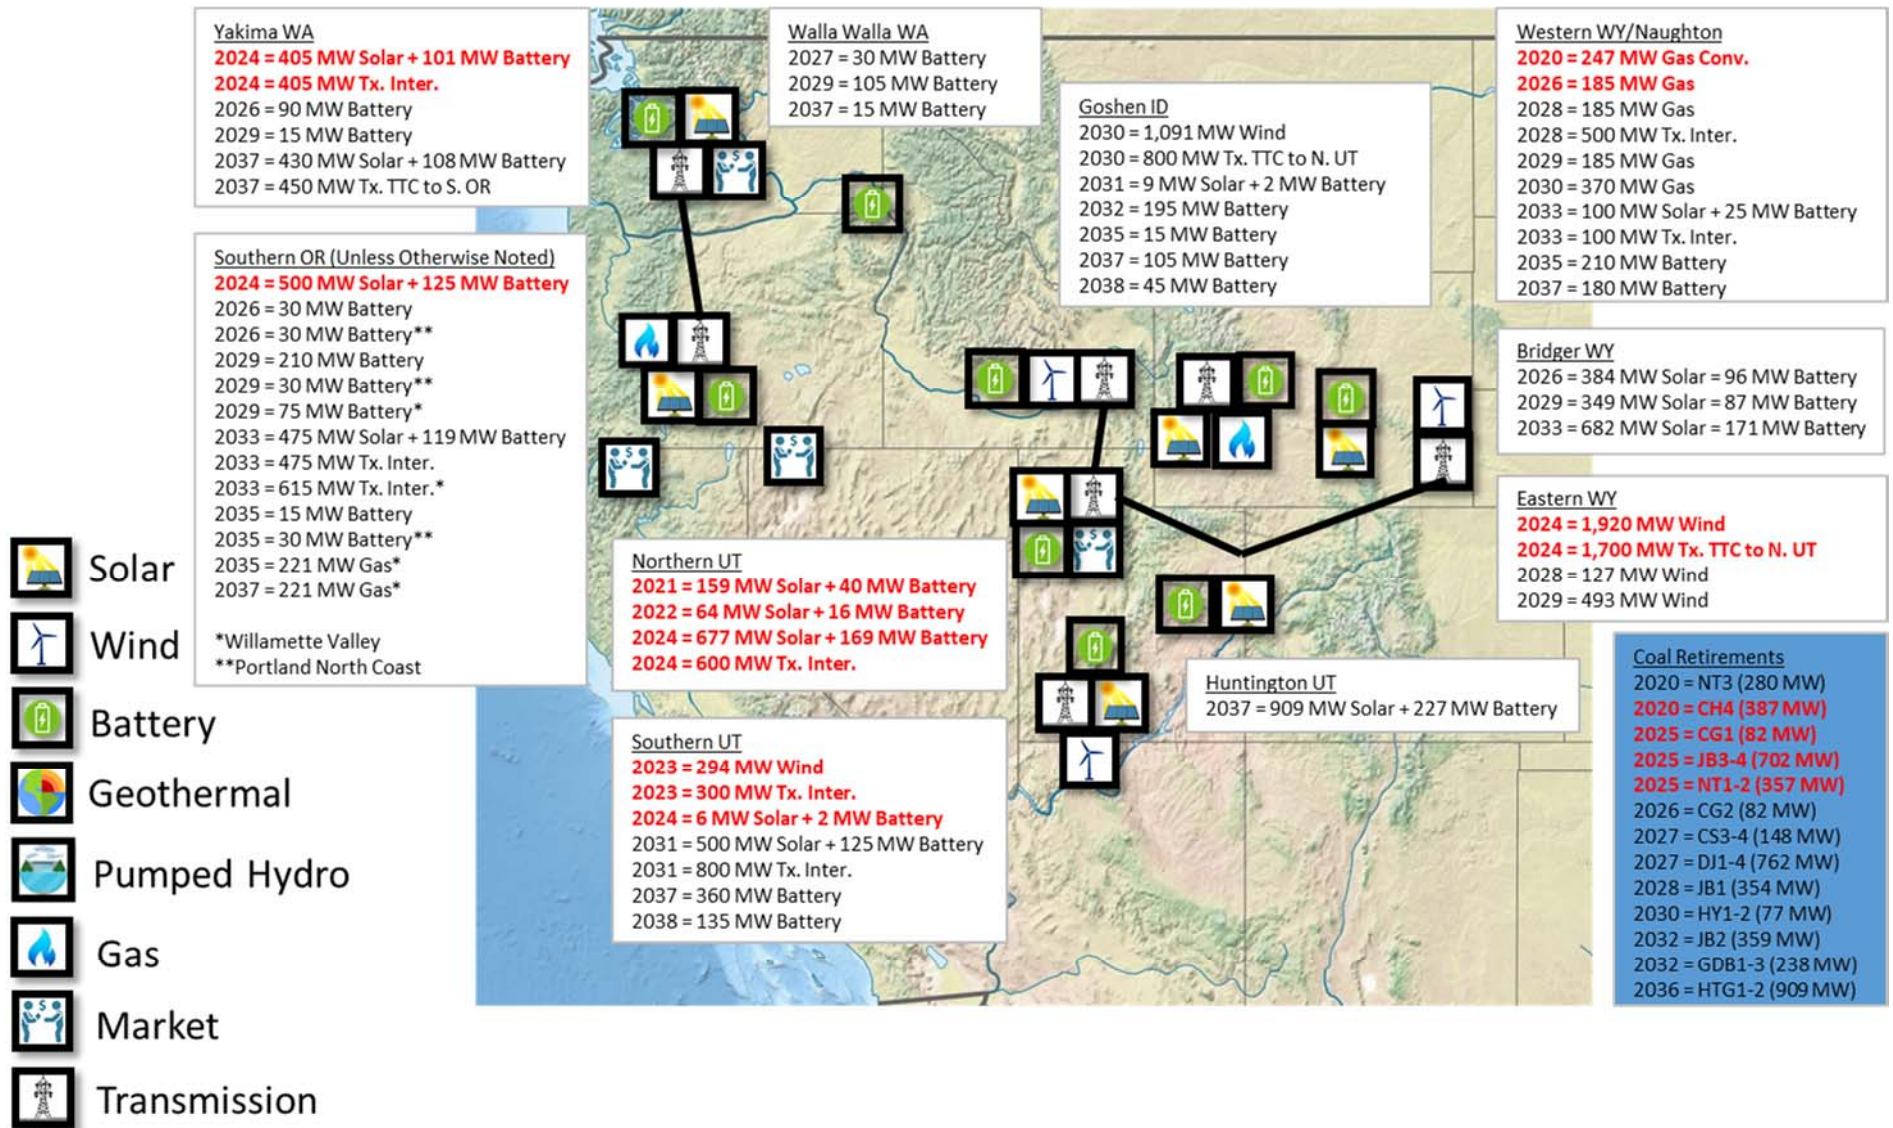 Yakima WA
2024 = 405 MW Solar + 101 MW Battery
2024 = 405 MW Tx. Inter.
2026 = 90 MW Battery
2029 = 15 MW Battery
2037 = 430 MW Solar + 108 MW Battery
2037 = 450 MW Tx. TTC to S. OR
Walla Walla WA
2027 = 30 MW Battery
2029 = 105 MW Battery
2037 = 15 MW Battery
Goshen ID
2030 = 1,091 MW Wind
2030 = 800 MW Tx. TTC to N. UT
2031 = 9 MW Solar + 2 MW Battery
2032 = 195 MW Battery
2035 = 15 MW Battery
2037 = 105 MW Battery
2038 = 45 MW Battery
Western WY/Naughton
2020 = 247 MW Gas Conv.
2026 = 185 MW Gas
2028 = 185 MW Gas
2028 = 500 MW Tx. Inter.
2029 = 185 MW Gas
2030 = 370 MW Gas
2033 = 100 MW Solar + 25 MW Battery
2033 = 100 MW Tx. Inter.
2035 = 210 MW Battery
2037 = 180 MW Battery
Southern OR (Unless Otherwise Noted)
2024 = 500 MW Solar + 125 MW Battery
2026 = 30 MW Battery
2026 = 30 MW Battery**
2029 = 210 MW Battery
2029 = 30 MW Battery**
2029 = 75 MW Battery*
2033 = 475 MW Solar + 119 MW Battery
2033 = 475 MW Tx. Inter.
2033 = 615 MW Tx. Inter.*
2035 = 15 MW Battery
2035 = 30 MW Battery**
2035 = 221 MW Gas*
2037 = 221 MW Gas*
*Willamette Valley
**Portland North Coast
Bridger WY
2026 = 384 MW Solar = 96 MW Battery
2029 = 349 MW Solar = 87 MW Battery
2033 = 682 MW Solar = 171 MW Battery
Eastern WY
2024 = 1,920 MW Wind
2024 = 1,700 MW Tx. TTC to N. UT
2028 = 127 MW Wind
2029 = 493 MW Wind
Northern UT
2021 = 159 MW Solar + 40 MW Battery
2022 = 64 MW Solar + 16 MW Battery
2024 = 677 MW Solar + 169 MW Battery
2024 = 600 MW Tx. Inter.
Huntington UT
2037 = 909 MW Solar + 227 MW Battery
Southern UT
2023 = 294 MW Wind
2023 = 300 MW Tx. Inter.
2024 = 6 MW Solar + 2 MW Battery
2031 = 500 MW Solar + 125 MW Battery
2031 = 800 MW Tx. Inter.
2037 = 360 MW Battery
2038 = 135 MW Battery
Coal Retirements
2020 = NT3 (280 MW)
2020 = CH4 (387 MW)
2025 = CG1 (82 MW)
2025 = JB3-4 (702 MW)
2025 = NT1-2 (357 MW)
2026 = CG2 (82 MW)
2027 = CS3-4 (148 MW)
2027 = DJ1-4 (762 MW)
2028 = JB1 (354 MW)
2030 = HY1-2 (77 MW)
2032 = JB2 (359 MW)
2032 = GDB1-3 (238 MW)
2036 = HTG1-2 (909 MW)
Solar
Wind
Battery
Geothermal
Pumped Hydro
Gas
Market
Transmission